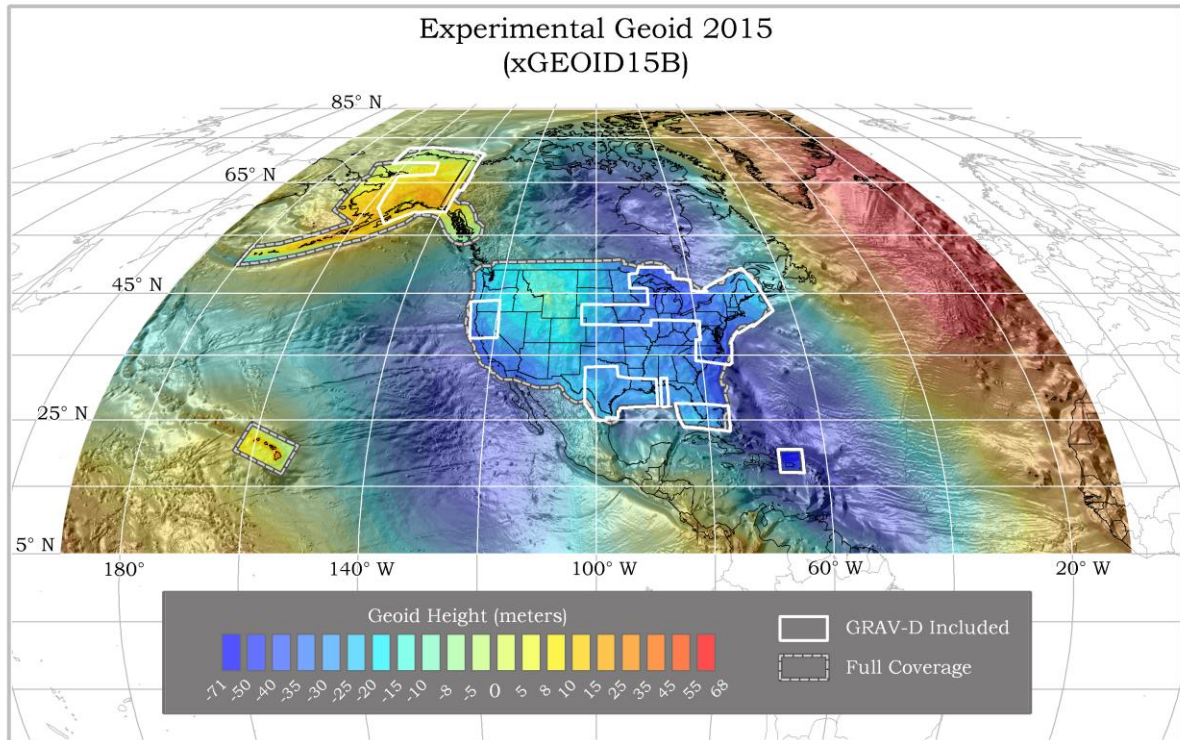 Experimental Geoid 2015
(xGEOID15B)
85° N
65° N
45° N
25° N
5° N
180° 140° W 100° W 60° W 20° W
Geoid Height (meters)
-71 -50 -40 -35 -30 -25 -20 -15 -10 -8 -5 0 5 8 10 15 25 35 45 55 68
GRAV-D Included
Full Coverage